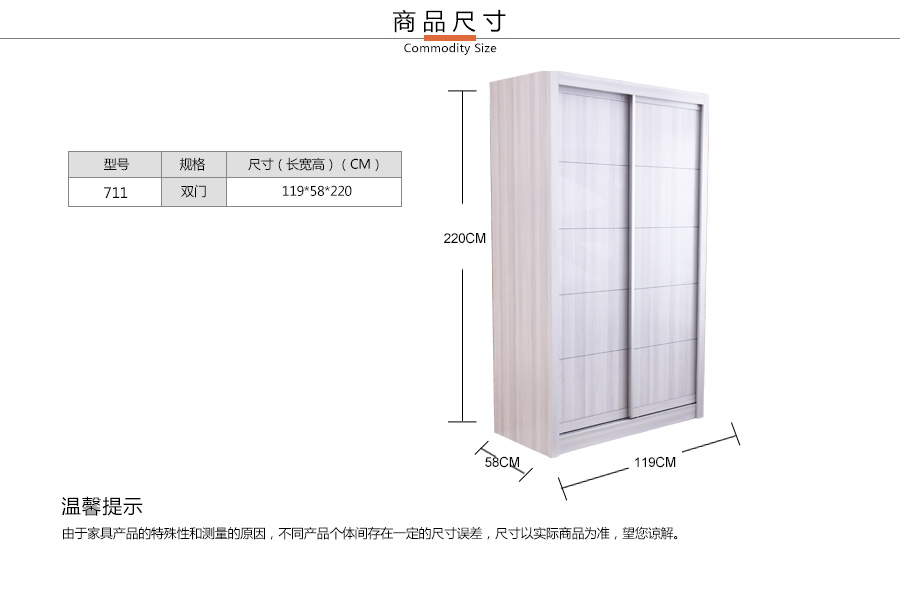 商品尺寸
Commodity Size
型号 规格 尺寸（长宽高）（CM）
711 双门 119*58*220
220CM
58CM
119CM
温馨提示
由于家具产品的特殊性和测量的原因，不同产品个体间存在一定的尺寸误差，尺寸以实际商品为准，望您谅解。